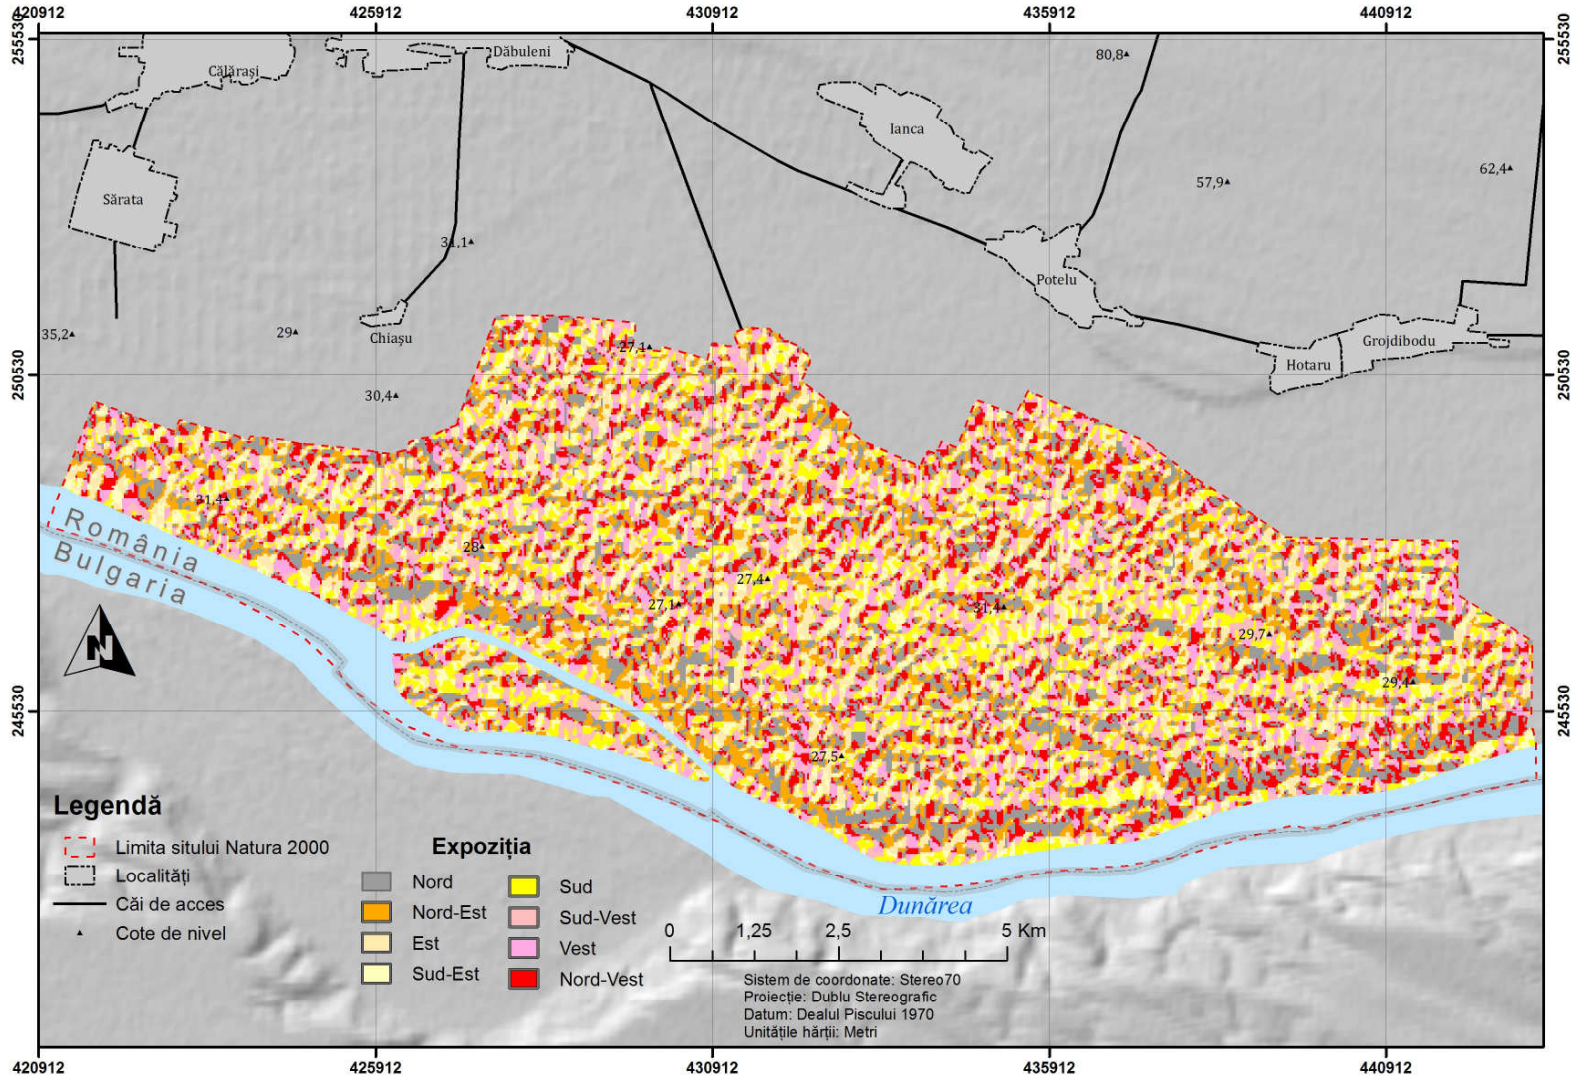 420912
425912
430912
435912
440912
255530
255530
Dăbuleni
80,8
Călărași
Ianca
62,4
57,9
Sărata
31,1
Potelu
35,2
29
Chiașu
27,1
Grojdibodu
Hotaru
250530
250530
30,4
31,4
România
28
Bulgaria
27,4
27,1
31,4
29,7
N
29,4
245530
245530
27,5
Legendă
Limita sitului Natura 2000
Localități
Căi de acces
Cote de nivel
Expoziția
Nord
Nord-Est
Est
Sud-Est
Sud
Sud-Vest
Vest
Nord-Vest
Dunărea
0 1,25 2,5 5 Km
Sistem de coordonate: Stereo70
Proiecție: Dublu Stereografic
Datum: Dealul Piscului 1970
Unitățile hărții: Metri
420912
425912
430912
435912
440912